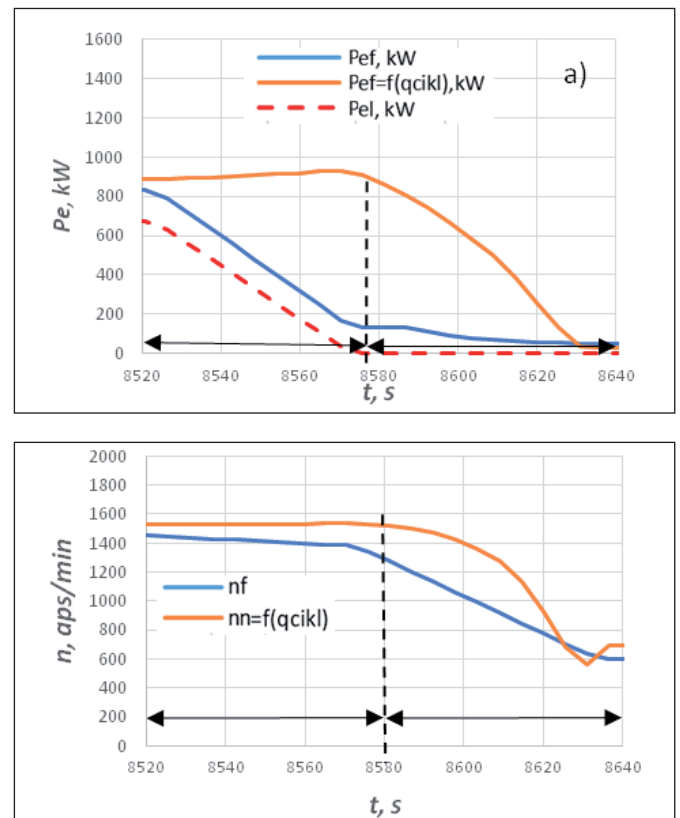 1600
Pef, kW
1400
Pef=f(qcikl),kW
a)
1200
Pel, kW
1000
800
600
400
200
0
Pe, kW
8520 8540 8560 8580 8600 8620 8640
t, s
2000
1800
1600
1400
1200
nf
1000
nn=f(qcikl)
800
600
400
200
0
n, aps/min
8520 8540 8560 8580 8600 8620 8640
t, s